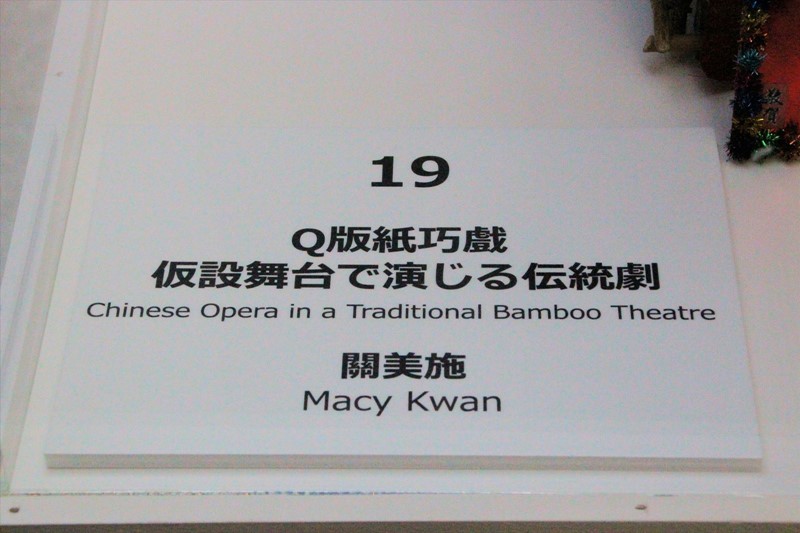 19
Q版紙巧戲
仮設舞台で演じる伝統劇
Chinese Opera in a Traditional Bamboo Theatre
關美施
Macy Kwan